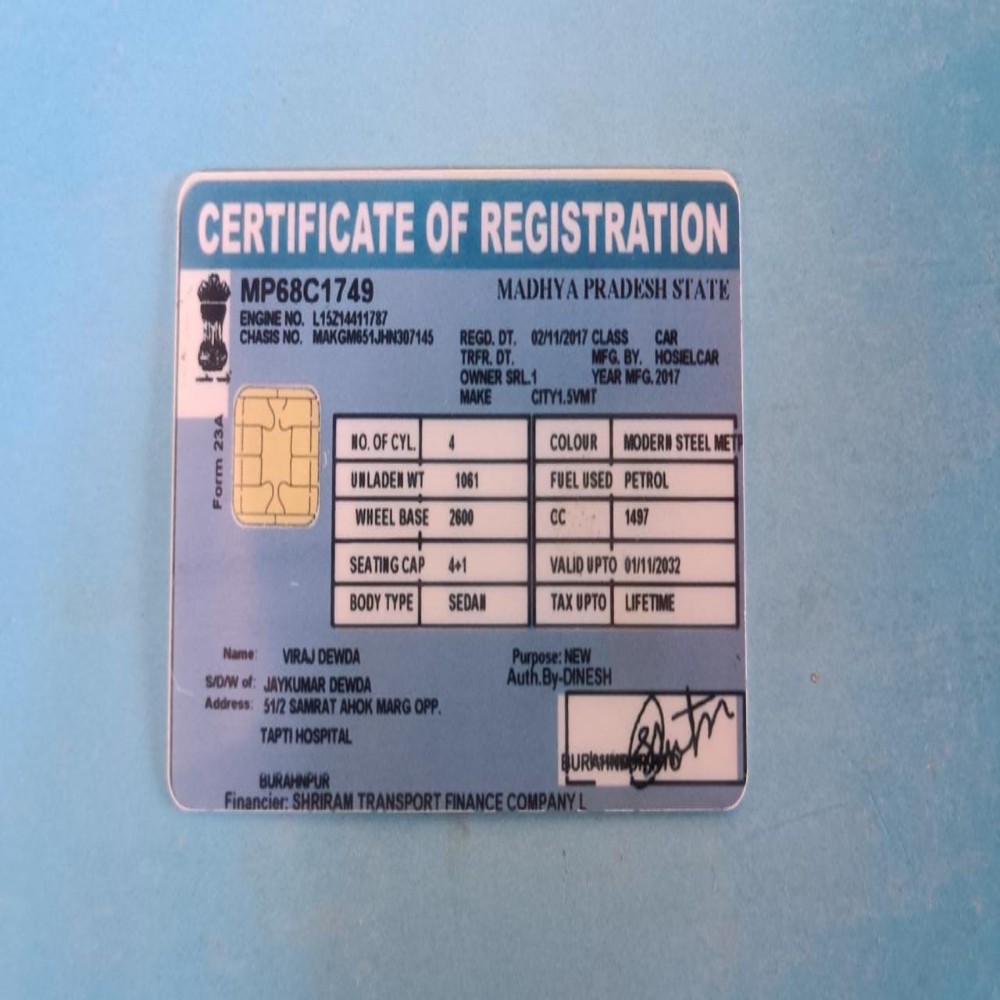 CERTIFICATE OF REGISTRATION
MP68C1749
MADHYA PRADESH STATE
ENGINE NO. L15Z14411787
CHASIS NO. MAKGM651JHN307145
REGD. DT. 02/11/2017 CLASS CAR
TRFR. DT. MFG. BY. HOSIELCAR
OWNER SRL.1 YEAR MFG.2017
MAKE CITY1.5VMT
Form 23A
NO. OF CYL. 4 COLOUR MODERN STEEL METP
UNLADEN WT 1061 FUEL USED PETROL
WHEEL BASE 2600 CC 1497
SEATING CAP 4+1 VALID UPTO 01/11/2032
BODY TYPE SEDAN TAX UPTO LIFETIME
Name: VIRAJ DEWDA
Purpose: NEW
S/D/W of: JAYKUMAR DEWDA
Auth.By-DINESH
Address: 51/2 SAMRAT AHOK MARG OPP.
TAPTI HOSPITAL
BURAHNPUR
Financier: SHRIRAM TRANSPORT FINANCE COMPANY L